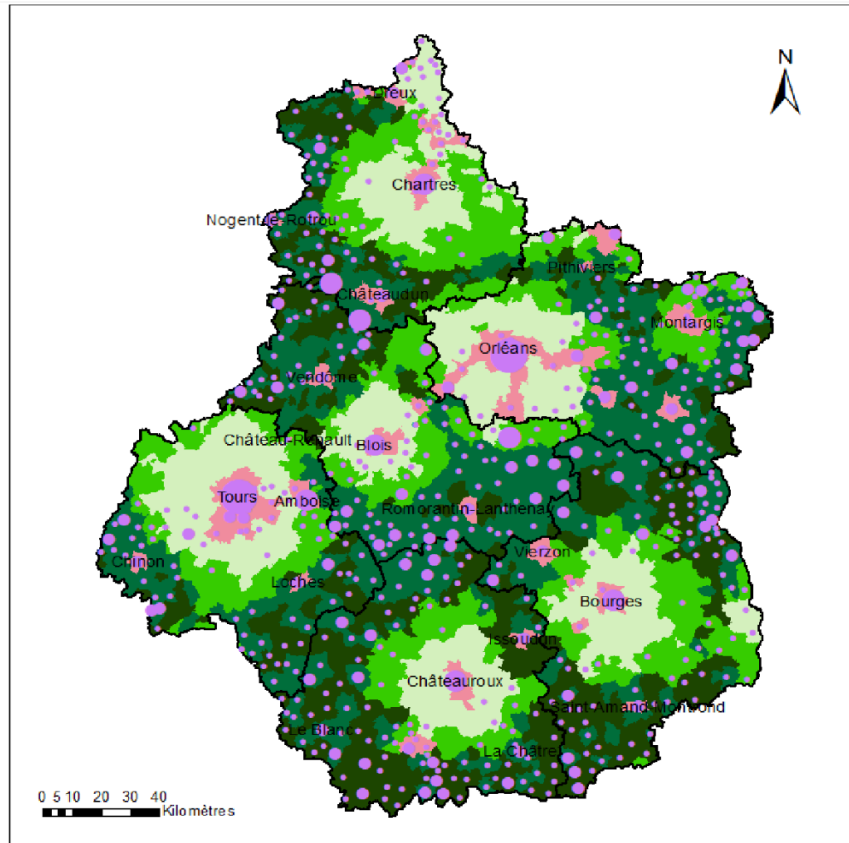 N
Dreux
Chartres
Nogent-le-Rotrou
Pithiviers
Châteaudun
Montargis
Orléans
Vendôme
Château-Renault
Blois
Tours
Amboise
Romorantin-Lanthenay
Vierzon
Chinon
Loches
Bourges
Issoudun
Châteauroux
Saint-Amand-Montrond
Le Blanc
La Châtre
0 5 10 20 30 40
Kilomètres